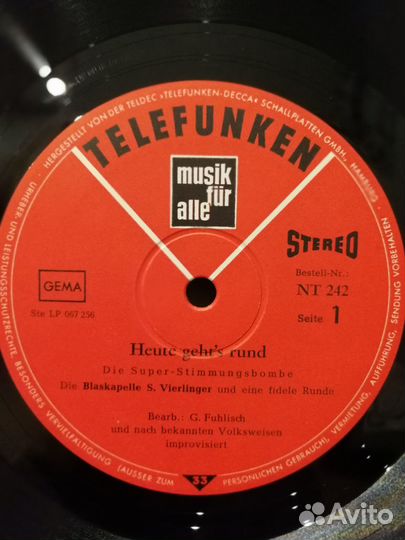 HERGESTELLT VON DER TELDEC »TELEFUNKEN-DECCA« SCHALLPLATTEN GMBH., HAMBURG
TELEFUNKEN
musik
für
alle
STEREO
GEMA
Bestell-Nr.:
NT 242
Ste LP 067 256
Seite 1
Heute geht's rund
Die Super-Stimmungsbombe
Die Blaskapelle S. Vierlinger und eine fidele Runde
Bearb.: G. Fuhlisch
und nach bekannten Volksweisen
improvisiert
URHEBER- UND LEISTUNGSSCHUTZRECHTE, BESONDERS VERVIELFÄLTIGUNG (AUSSER ZUM
33
PERSÖNLICHEN GEBRAUCH), VERMIETUNG, AUFFÜHRUNG, SENDUNG VORBEHALTEN
Avito